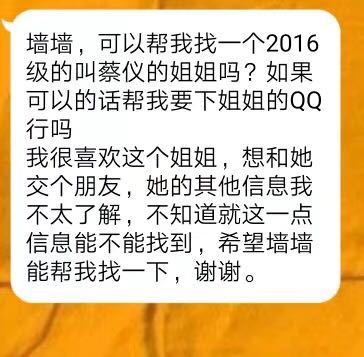 墙墙，可以帮我找一个2016
级的叫蔡仪的姐姐吗？如果
可以的话帮我要下姐姐的QQ
行吗
我很喜欢这个姐姐，想和她
交个朋友，她的其他信息我
不太了解，不知道就这一点
信息能不能找到，希望墙墙
能帮我找一下，谢谢。